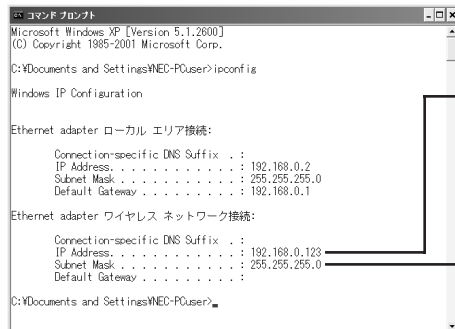 コマンド プロンプト
Microsoft Windows XP [Version 5.1.2600]
(C) Copyright 1985-2001 Microsoft Corp.
C:¥Documents and Settings¥NEC-PCuser>ipconfig
Windows IP Configuration
Ethernet adapter ローカル エリア接続:
Connection-specific DNS Suffix . :
IP Address. . . . . . . . . . . . : 192.168.0.2
Subnet Mask . . . . . . . . . . . : 255.255.255.0
Default Gateway . . . . . . . . . : 192.168.0.1
Ethernet adapter ワイヤレス ネットワーク接続:
Connection-specific DNS Suffix . :
IP Address. . . . . . . . . . . . : 192.168.0.123
Subnet Mask . . . . . . . . . . . : 255.255.255.0
Default Gateway . . . . . . . . . :
C:¥Documents and Settings¥NEC-PCuser>_